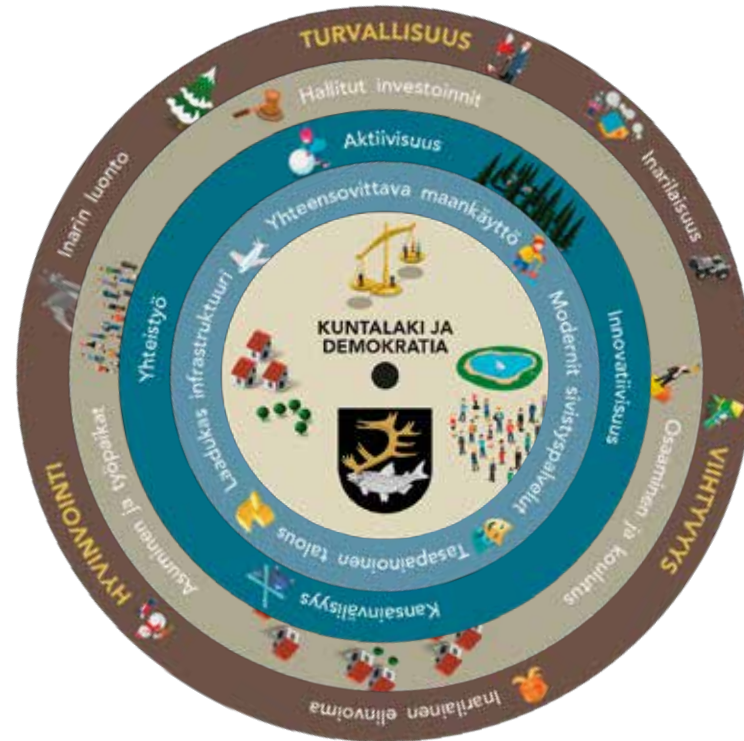 TURVALLISUUS
Inarilaisuus
VIIHTYVYYS
Inarilainen elinvoima
HYVINVOINTI
Inarin luonto
Hallitut investoinnit
Osaaminen ja koulutus
Asuminen ja työpaikat
Aktiivisuus
Innovatiivisuus
Kansainvälisyys
Yhteistyö
Yhteensovittava maankäyttö
Modernit sivistyspalvelut
Tasapainoinen talous
Laadukas infrastruktuuri
KUNTALAKI JA
DEMOKRATIA